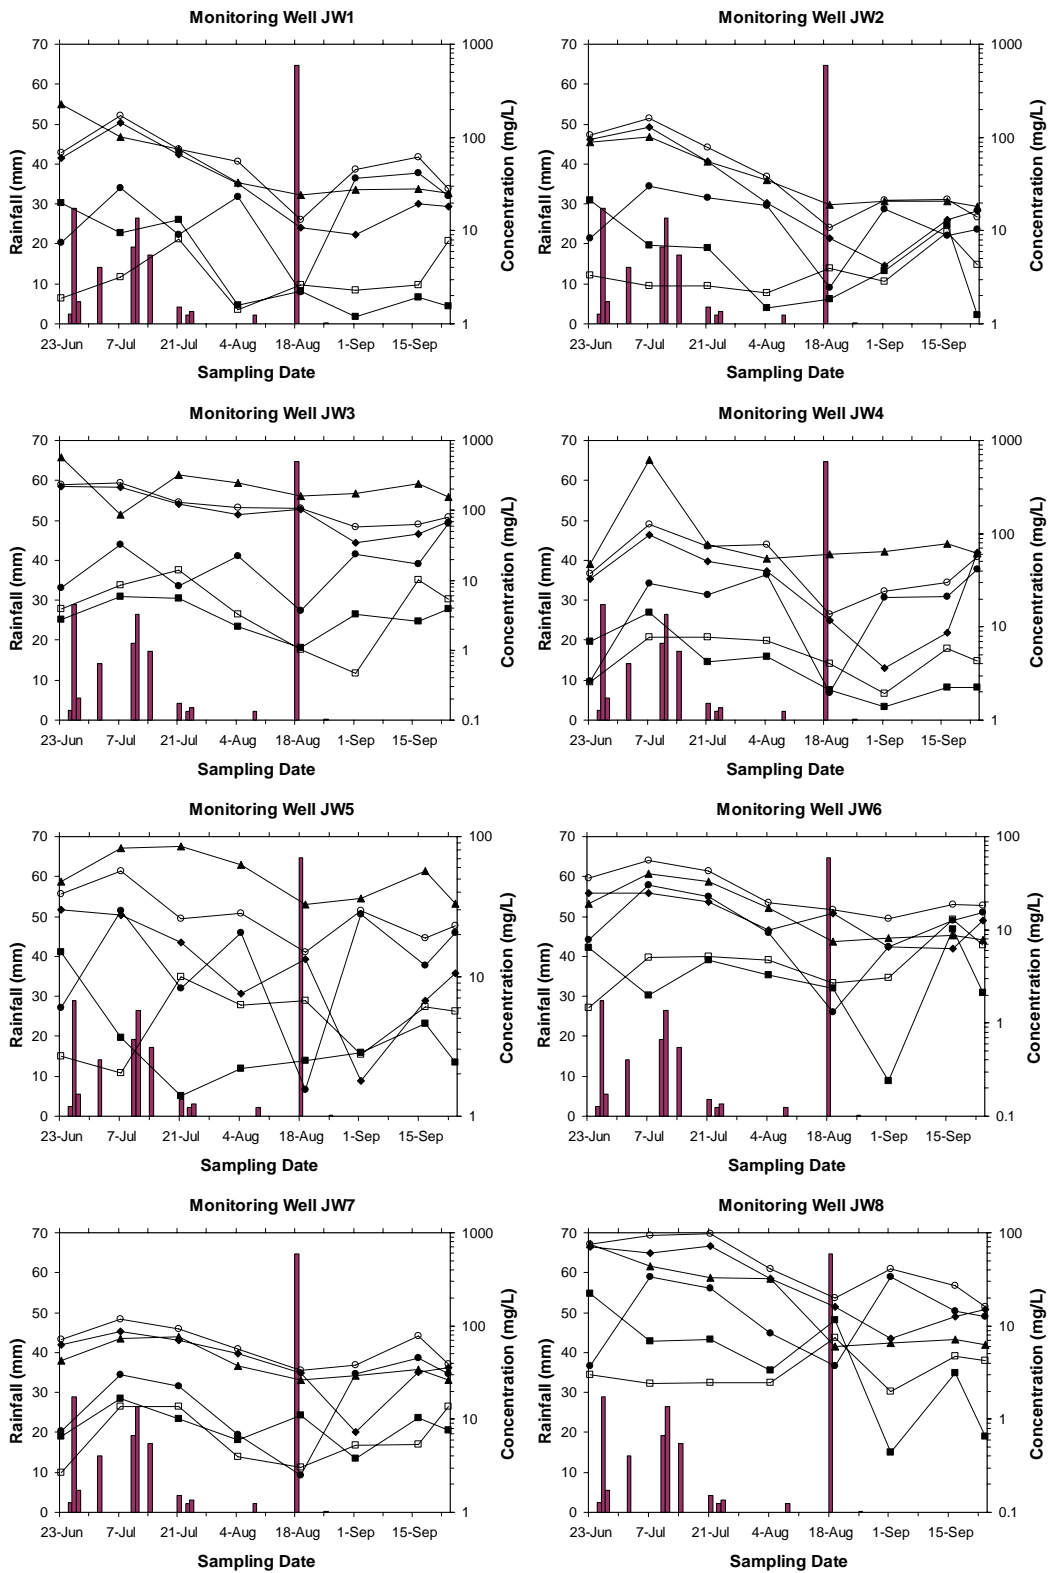 Monitoring Well JW1
Rainfall (mm)
70
60
50
40
30
20
10
0
1000
100
10
1
Concentration (mg/L)
23-Jun 7-Jul 21-Jul 4-Aug 18-Aug 1-Sep 15-Sep
Sampling Date
Monitoring Well JW2
Rainfall (mm)
70
60
50
40
30
20
10
0
1000
100
10
1
Concentration (mg/L)
23-Jun 7-Jul 21-Jul 4-Aug 18-Aug 1-Sep 15-Sep
Sampling Date
Monitoring Well JW3
Rainfall (mm)
70
60
50
40
30
20
10
0
1000
100
10
1
0.1
Concentration (mg/L)
23-Jun 7-Jul 21-Jul 4-Aug 18-Aug 1-Sep 15-Sep
Sampling Date
Monitoring Well JW4
Rainfall (mm)
70
60
50
40
30
20
10
0
1000
100
10
1
Concentration (mg/L)
23-Jun 7-Jul 21-Jul 4-Aug 18-Aug 1-Sep 15-Sep
Sampling Date
Monitoring Well JW5
Rainfall (mm)
70
60
50
40
30
20
10
0
100
10
1
Concentration (mg/L)
23-Jun 7-Jul 21-Jul 4-Aug 18-Aug 1-Sep 15-Sep
Sampling Date
Monitoring Well JW6
Rainfall (mm)
70
60
50
40
30
20
10
0
100
10
1
0.1
Concentration (mg/L)
23-Jun 7-Jul 21-Jul 4-Aug 18-Aug 1-Sep 15-Sep
Sampling Date
Monitoring Well JW7
Rainfall (mm)
70
60
50
40
30
20
10
0
1000
100
10
1
Concentration (mg/L)
23-Jun 7-Jul 21-Jul 4-Aug 18-Aug 1-Sep 15-Sep
Sampling Date
Monitoring Well JW8
Rainfall (mm)
70
60
50
40
30
20
10
0
100
10
1
0.1
Concentration (mg/L)
23-Jun 7-Jul 21-Jul 4-Aug 18-Aug 1-Sep 15-Sep
Sampling Date